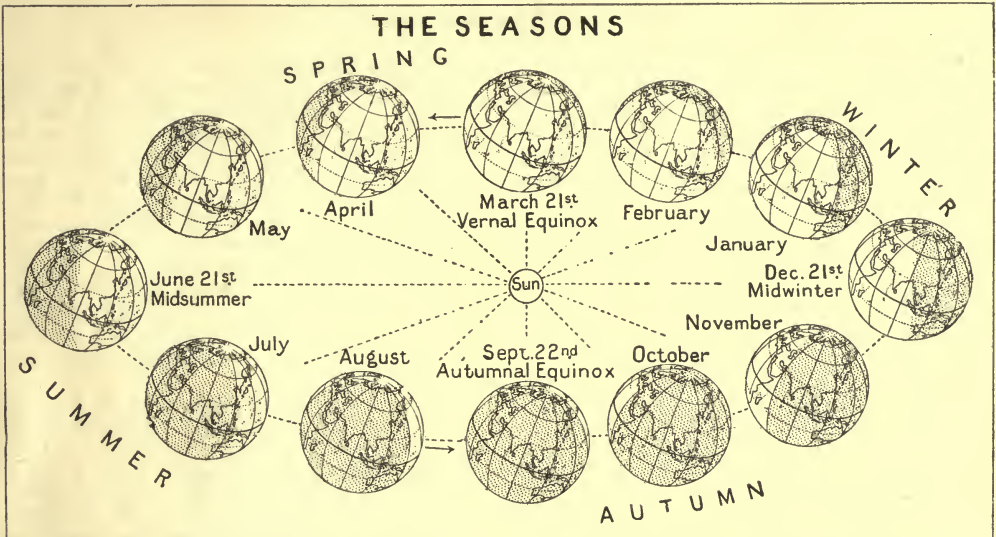 THE SEASONS
SPRING
WINTER
March 21st
Vernal Equinox
April
February
May
January
June 21st
Midsummer
Sun
Dec. 21st
Midwinter
July
August
Sept. 22nd
Autumnal Equinox
October
November
SUMMER
AUTUMN